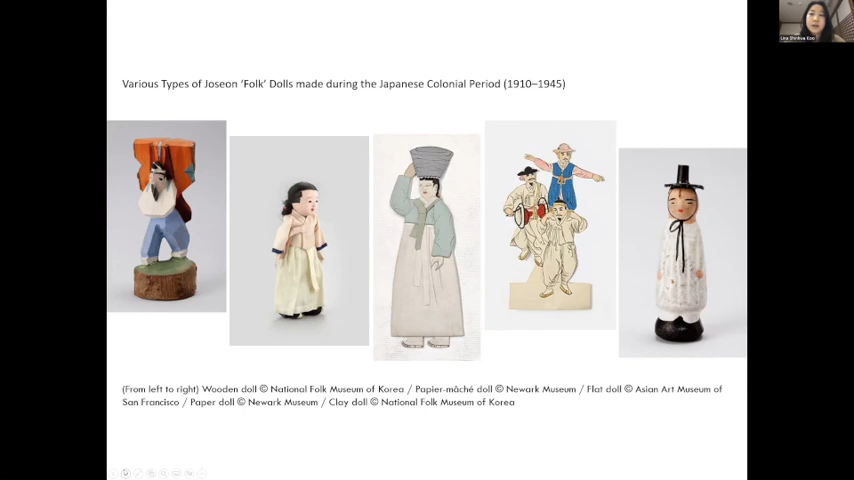 Various Types of Joseon ‘Folk’ Dolls made during the Japanese Colonial Period (1910–1945)
(From left to right) Wooden doll © National Folk Museum of Korea / Papier-mâché doll © Newark Museum / Flat doll © Asian Art Museum of
San Francisco / Paper doll © Newark Museum / Clay doll © National Folk Museum of Korea